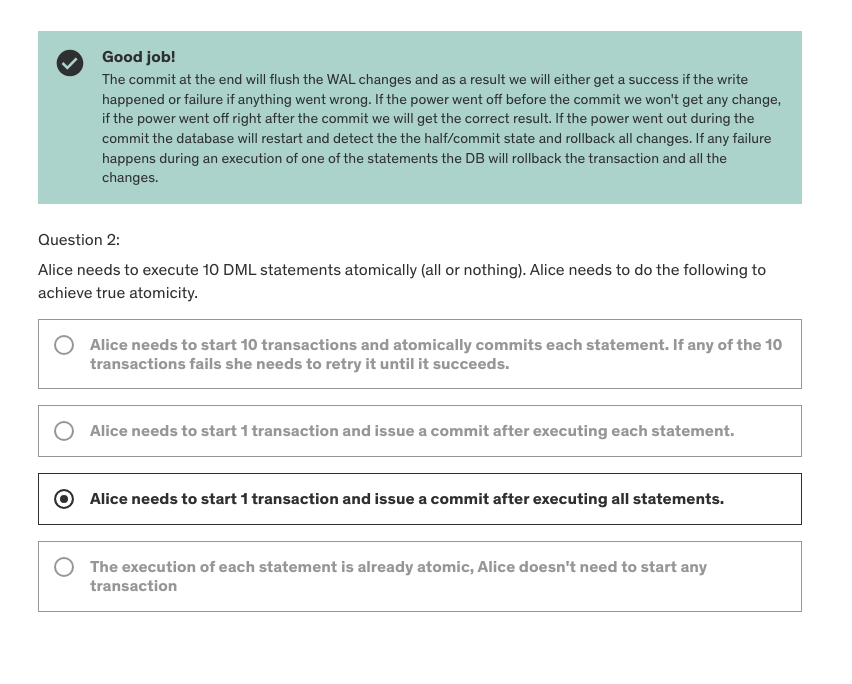 Good job!
The commit at the end will flush the WAL changes and as a result we will either get a success if the write
happened or failure if anything went wrong. If the power went off before the commit we won't get any change,
if the power went off right after the commit we will get the correct result. If the power went out during the
commit the database will restart and detect the the half/commit state and rollback all changes. If any failure
happens during an execution of one of the statements the DB will rollback the transaction and all the
changes.
Question 2:
Alice needs to execute 10 DML statements atomically (all or nothing). Alice needs to do the following to
achieve true atomicity.
Alice needs to start 10 transactions and atomically commits each statement. If any of the 10
transactions fails she needs to retry it until it succeeds.
Alice needs to start 1 transaction and issue a commit after executing each statement.
Alice needs to start 1 transaction and issue a commit after executing all statements.
The execution of each statement is already atomic, Alice doesn't need to start any
transaction